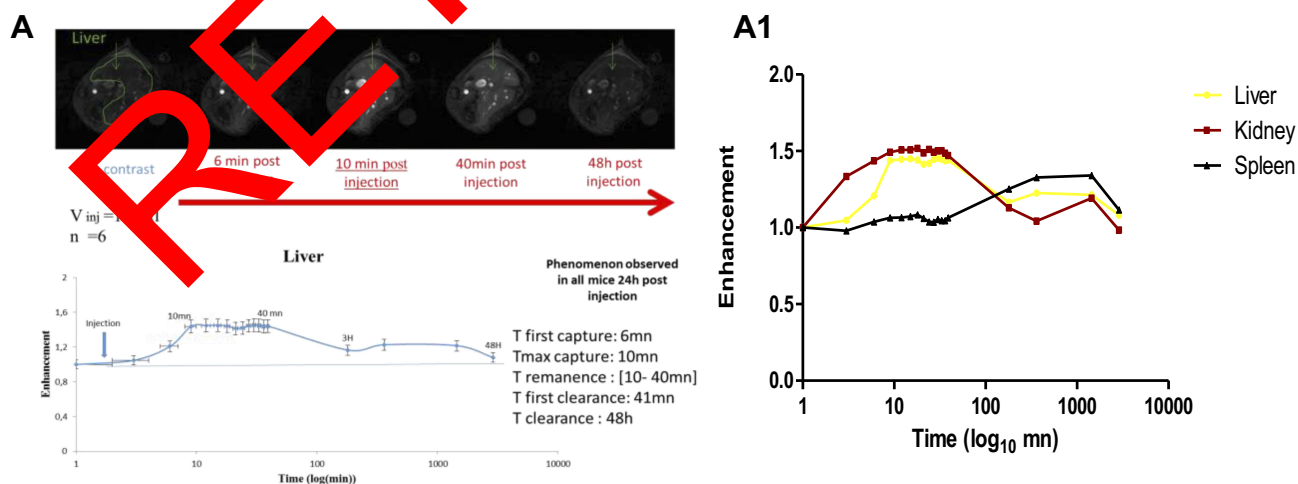 A
Liver
contrast
6 min post
10 min post
injection
40min post
injection
48h post
injection
V inj =
n =6
Liver
Phenomenon observed
in all mice 24h post
injection
2
1,6
1,2
0,8
0,4
0
Enhancement
Injection
10mn
40 mn
3H
48H
1
10
100
1000
10000
Time (log(min))
T first capture: 6mn
Tmax capture: 10mn
T remanence : [10- 40mn]
T first clearance: 41mn
T clearance : 48h
A1
2.0
1.5
1.0
0.5
0.0
Enhancement
1
10
100
1000
10000
Time (log10 mn)
Liver
Kidney
Spleen
RE